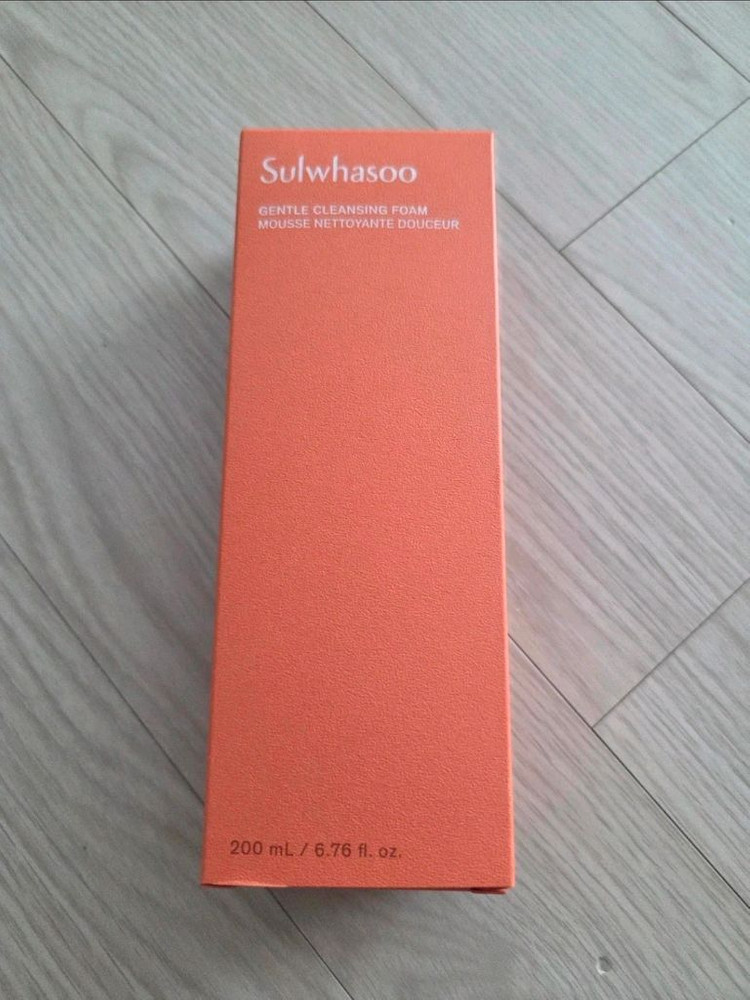 Sulwhasoo
GENTLE CLEANSING FOAM
MOUSSE NETTOYANTE DOUCEUR
200 mL / 6.76 fl. oz.